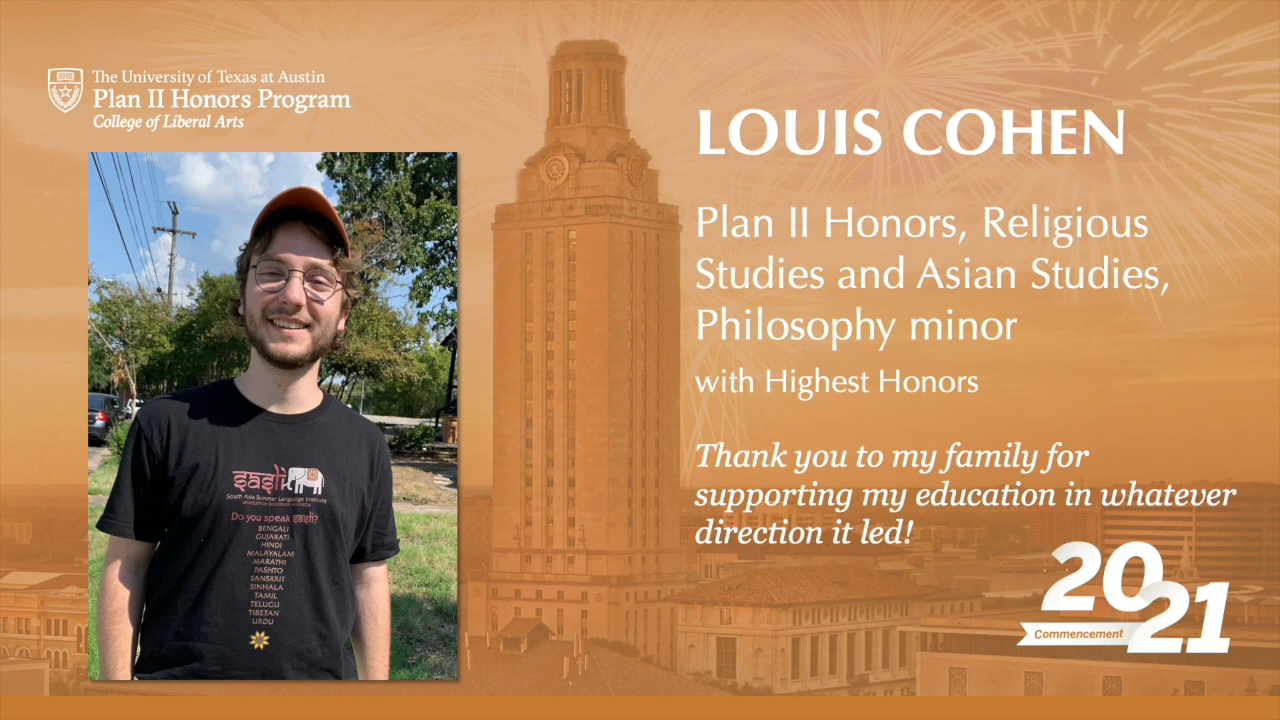 The University of Texas at Austin
Plan II Honors Program
College of Liberal Arts
LOUIS COHEN
Plan II Honors, Religious
Studies and Asian Studies,
Philosophy minor
with Highest Honors
Thank you to my family for
supporting my education in whatever
direction it led!
2021
Commencement
sasli
South Asia Summer Language Institute
Do you speak sasli?
BENGALI
GUJARATI
HINDI
MALAYALAM
MARATHI
PASHTO
SANSKRIT
SINHALA
TAMIL
TELUGU
TIBETAN
URDU